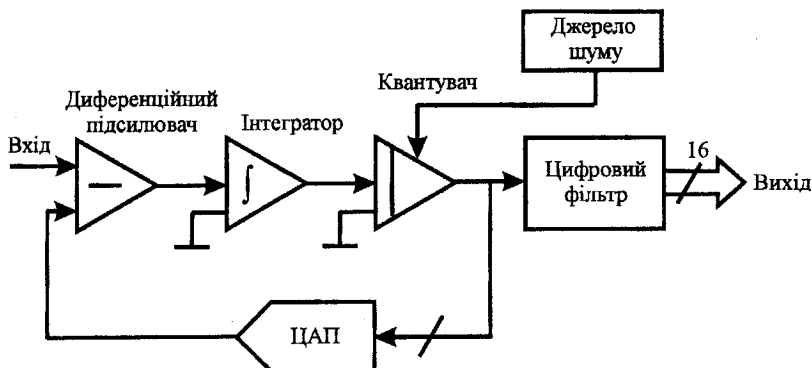 Джерело
шуму
Квантувач
Диференційний
підсилювач
Інтегратор
Вхід
∫
Цифровий
фільтр
16
Вихід
ЦАП